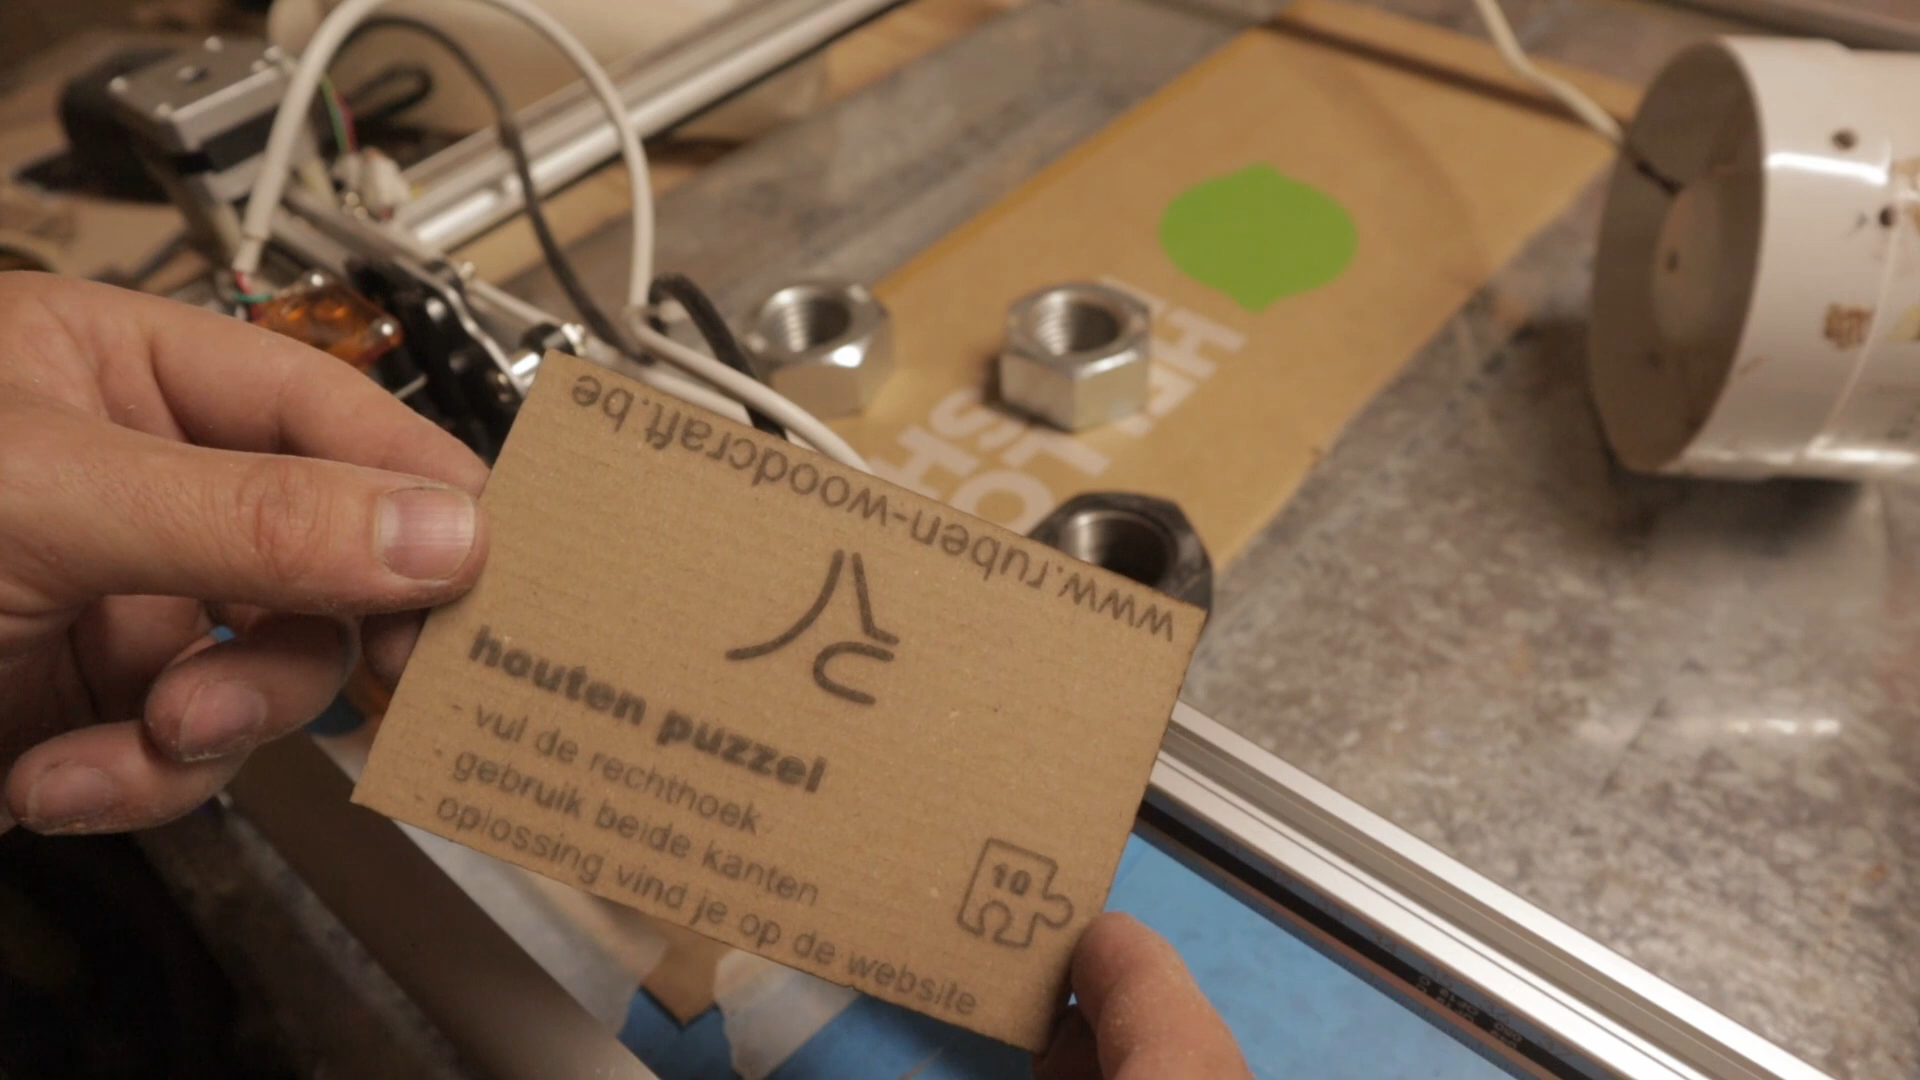 www.ruben-woodcraft.be
houten puzzel
- vul de rechthoek
- gebruik beide kanten
- oplossing vind je op de website
10